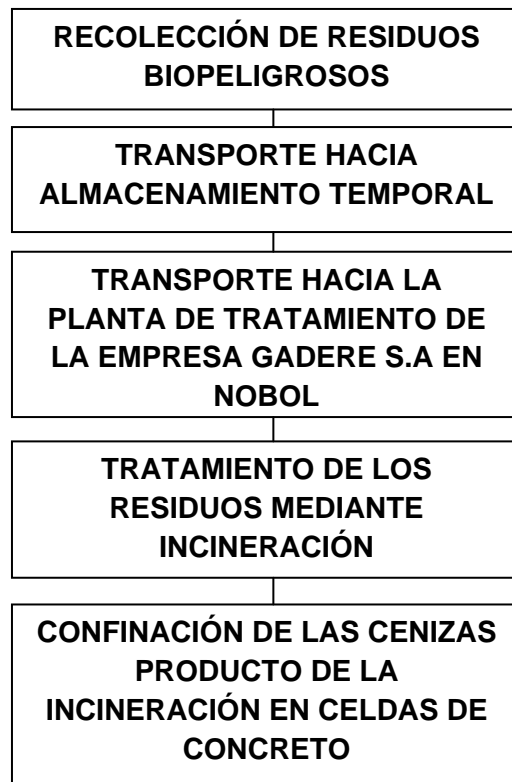 RECOLECCIÓN DE RESIDUOS
BIOPELIGROSOS
TRANSPORTE HACIA
ALMACENAMIENTO TEMPORAL
TRANSPORTE HACIA LA
PLANTA DE TRATAMIENTO DE
LA EMPRESA GADERE S.A EN
NOBOL
TRATAMIENTO DE LOS
RESIDUOS MEDIANTE
INCINERACIÓN
CONFINACIÓN DE LAS CENIZAS
PRODUCTO DE LA
INCINERACIÓN EN CELDAS DE
CONCRETO